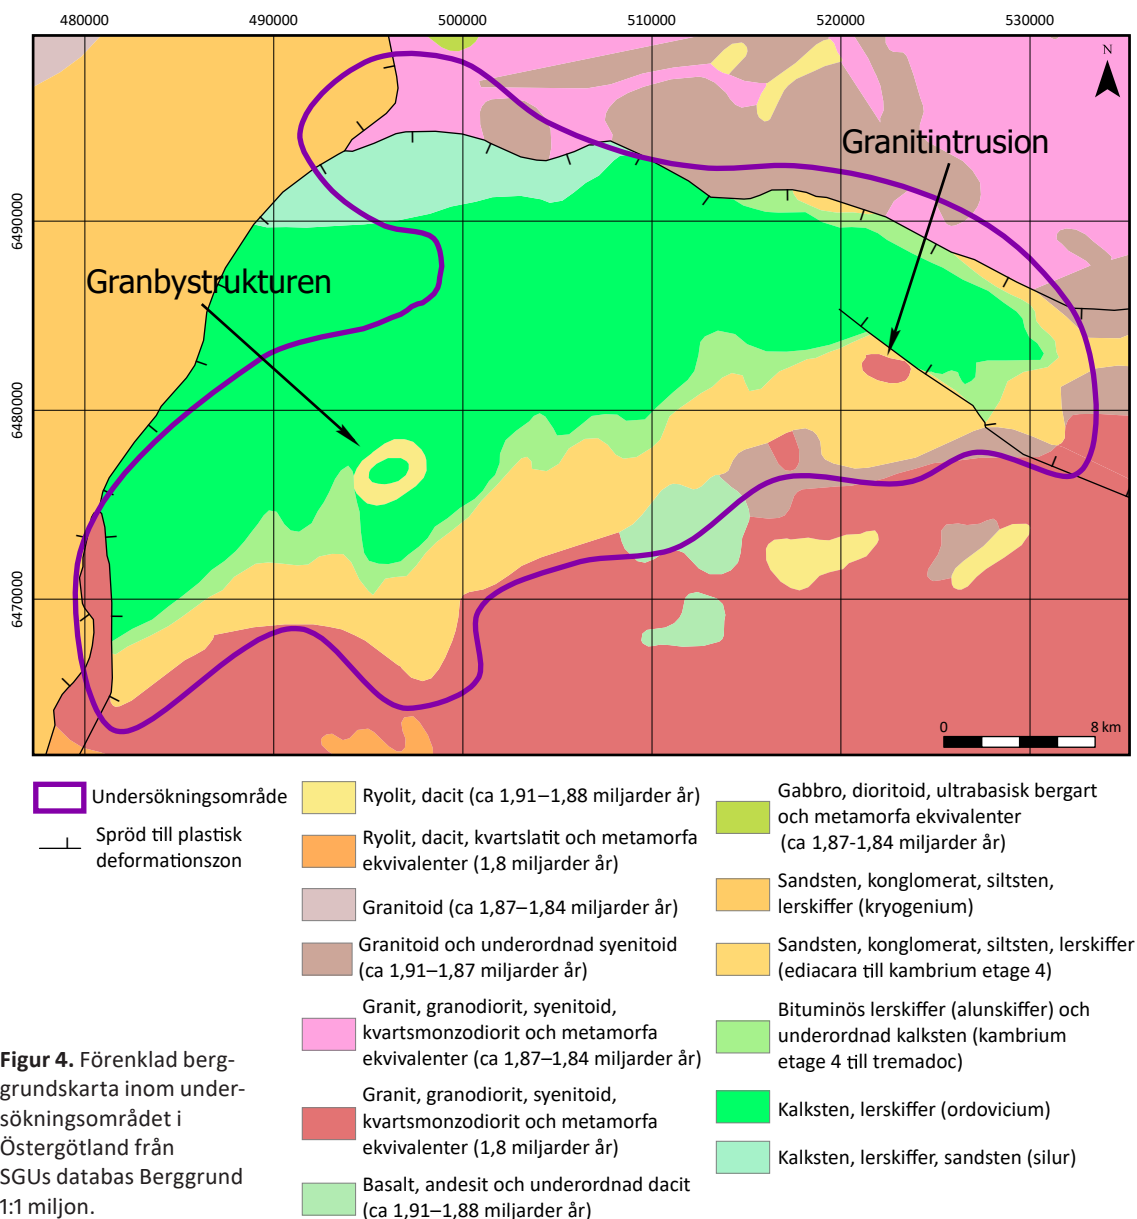 480000
490000
500000
510000
520000
530000
N
Granitintrusion
6490000
Granbystrukturen
6480000
6470000
0
8 km
Undersökningsområde
Spröd till plastisk
deformationszon
Ryolit, dacit (ca 1,91–1,88 miljarder år)
Ryolit, dacit, kvartslatit och metamorfa
ekvivalenter (1,8 miljarder år)
Granitoid (ca 1,87–1,84 miljarder år)
Granitoid och underordnad syenitoid
(ca 1,91–1,87 miljarder år)
Granit, granodiorit, syenitoid,
kvartsmonzodiorit och metamorfa
ekvivalenter (ca 1,87–1,84 miljarder år)
Granit, granodiorit, syenitoid,
kvartsmonzodiorit och metamorfa
ekvivalenter (1,8 miljarder år)
Basalt, andesit och underordnad dacit
(ca 1,91–1,88 miljarder år)
Gabbro, dioritoid, ultrabasisk bergart
och metamorfa ekvivalenter
(ca 1,87-1,84 miljarder år)
Sandsten, konglomerat, siltsten,
lerskiffer (kryogenium)
Sandsten, konglomerat, siltsten, lerskiffer
(ediacara till kambrium etage 4)
Bituminös lerskiffer (alunskiffer) och
underordnad kalksten (kambrium
etage 4 till tremadoc)
Kalksten, lerskiffer (ordovicium)
Kalksten, lerskiffer, sandsten (silur)
Figur 4. Förenklad berg-
grundskarta inom under-
sökningsområdet i
Östergötland från
SGUs databas Berggrund
1:1 miljon.